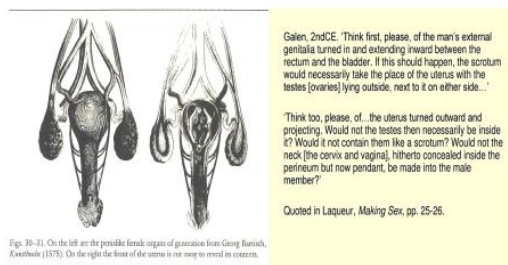 Galen, 2ndCE. 'Think first, please, of the man's external
genitalia turned in and extending inward between the
rectum and the bladder. If this should happen, the scrotum
would necessarily take the place of the uterus with the
testes [ovaries] lying outside, next to it on either side…'
'Think too, please, of…the uterus turned outward and
projecting. Would not the testes then necessarily be inside
it? Would it not contain them like a scrotum? Would not the
neck [the cervix and vagina], hitherto concealed inside the
perineum but now pendant, be made into the male
member?'
Quoted in Laqueur, Making Sex, pp. 25-26.
Figs. 30–31. On the left are the penislike female organs of generation from Georg Bartisch,
Kunstbuche (1575). On the right the front of the uterus is cut away to reveal its contents.